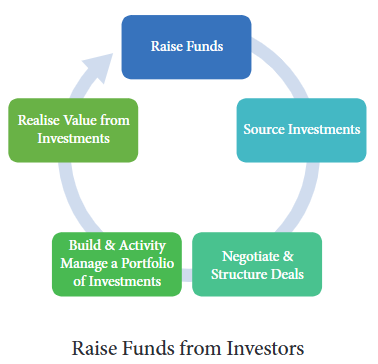 Raise Funds
Source Investments
Negotiate &
Structure Deals
Build & Activity
Manage a Portfolio
of Investments
Realise Value from
Investments
Raise Funds from Investors